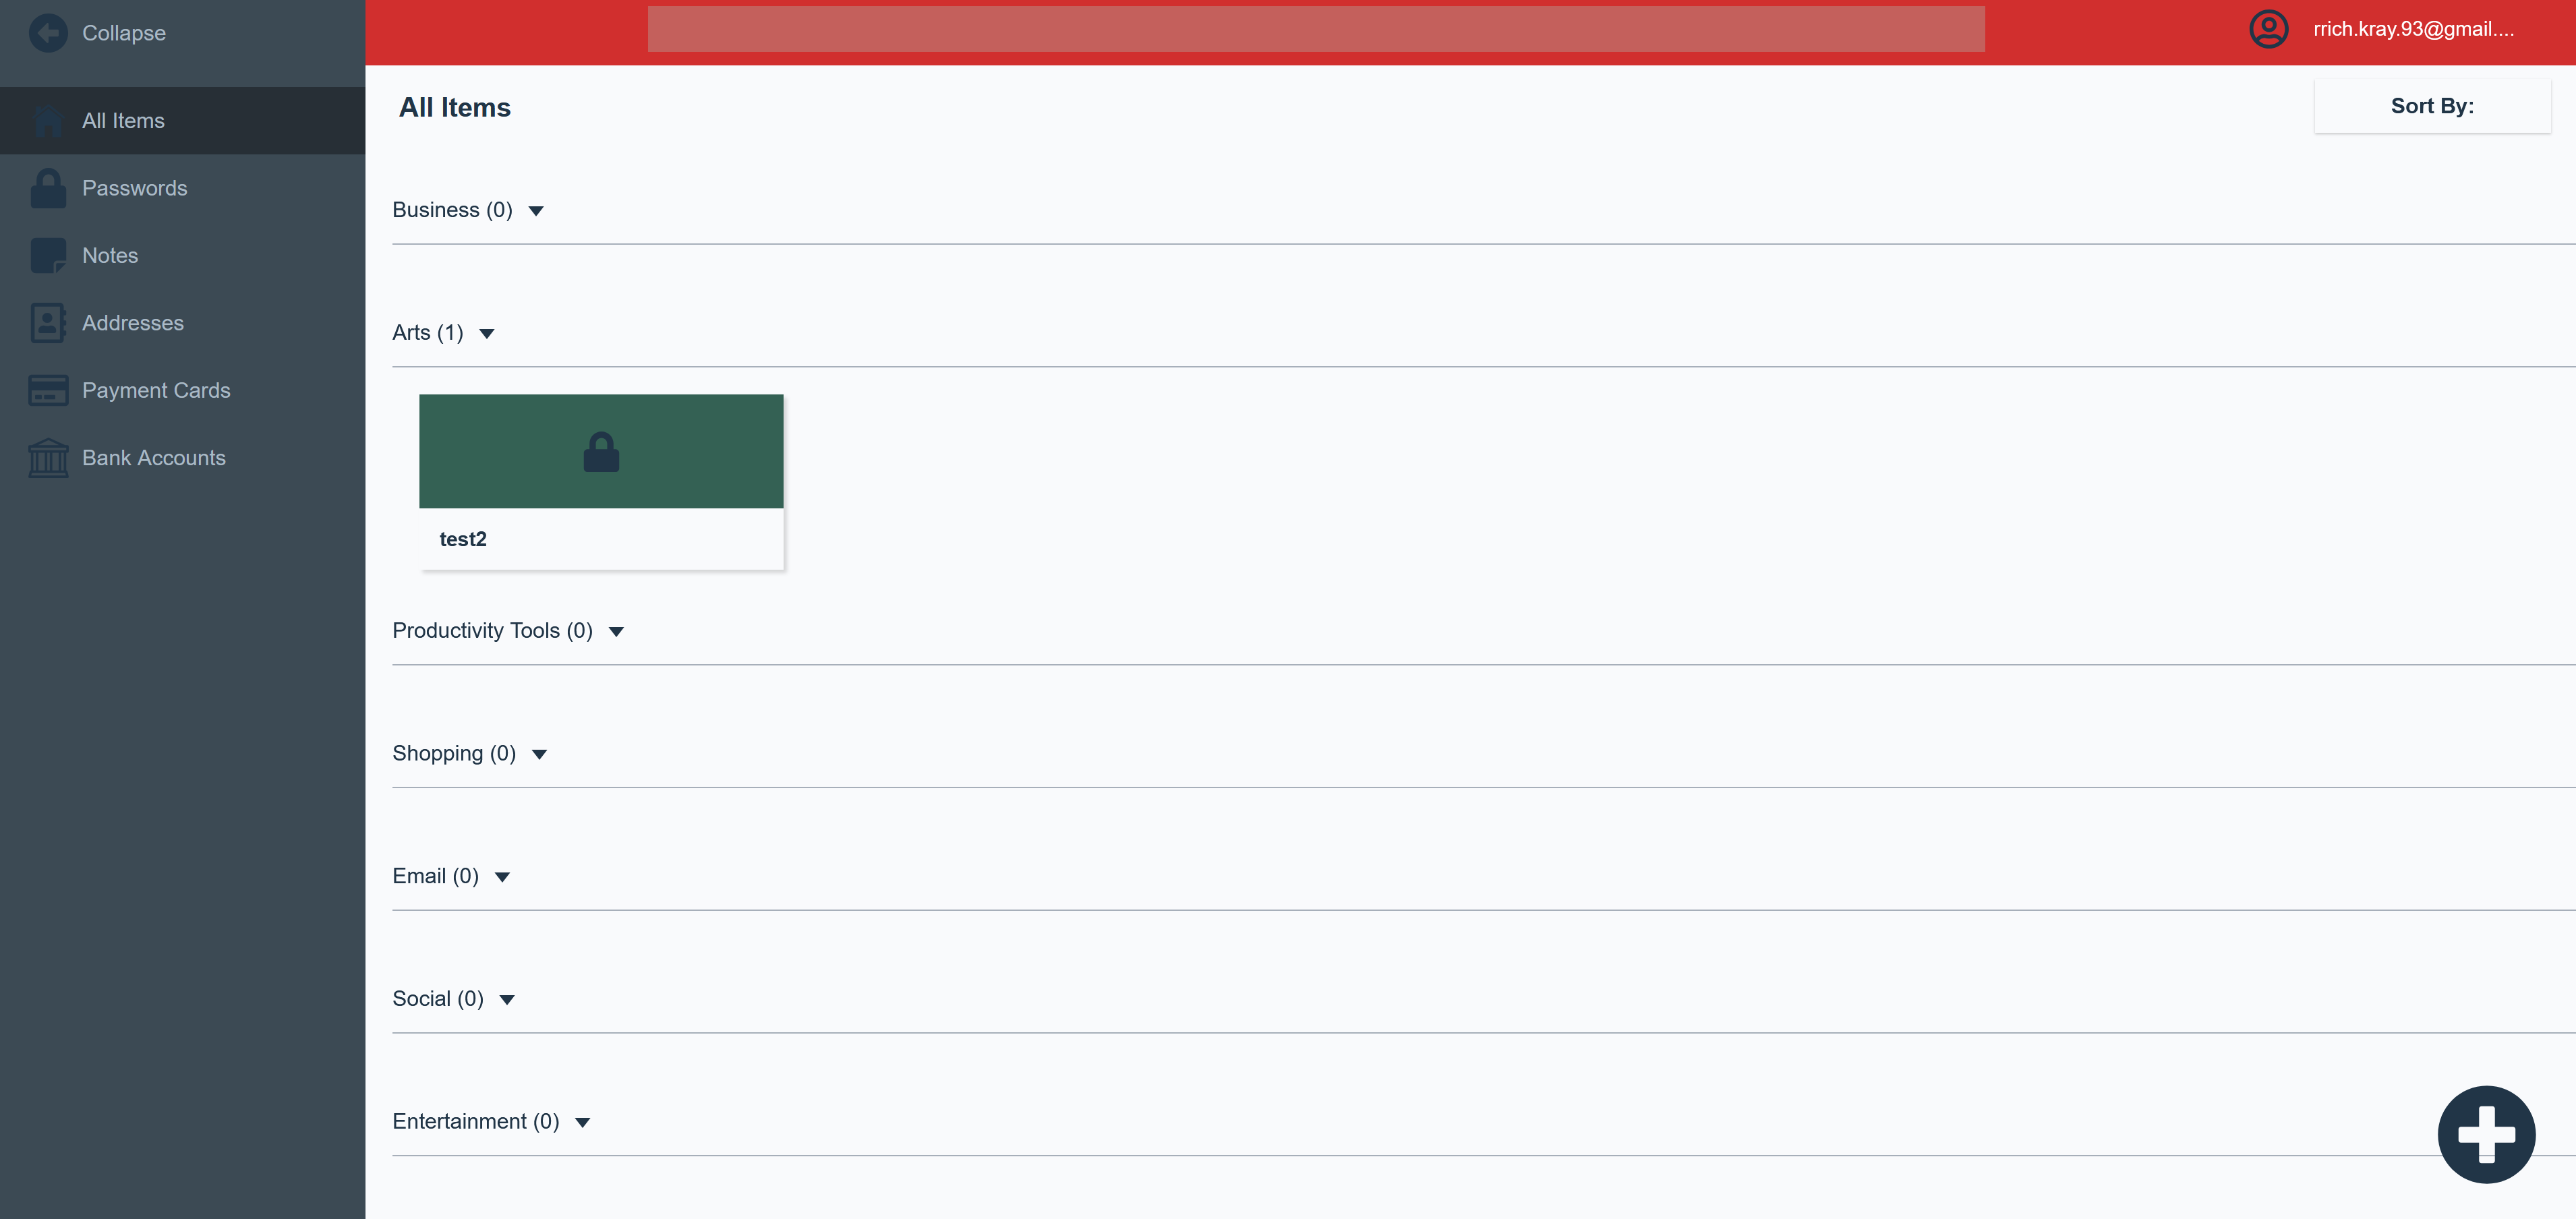 Collapse
rrich.kray.93@gmail....
All Items
Passwords
Notes
Addresses
Payment Cards
Bank Accounts
All Items
Sort By:
Business (0)
Arts (1)
test2
Productivity Tools (0)
Shopping (0)
Email (0)
Social (0)
Entertainment (0)